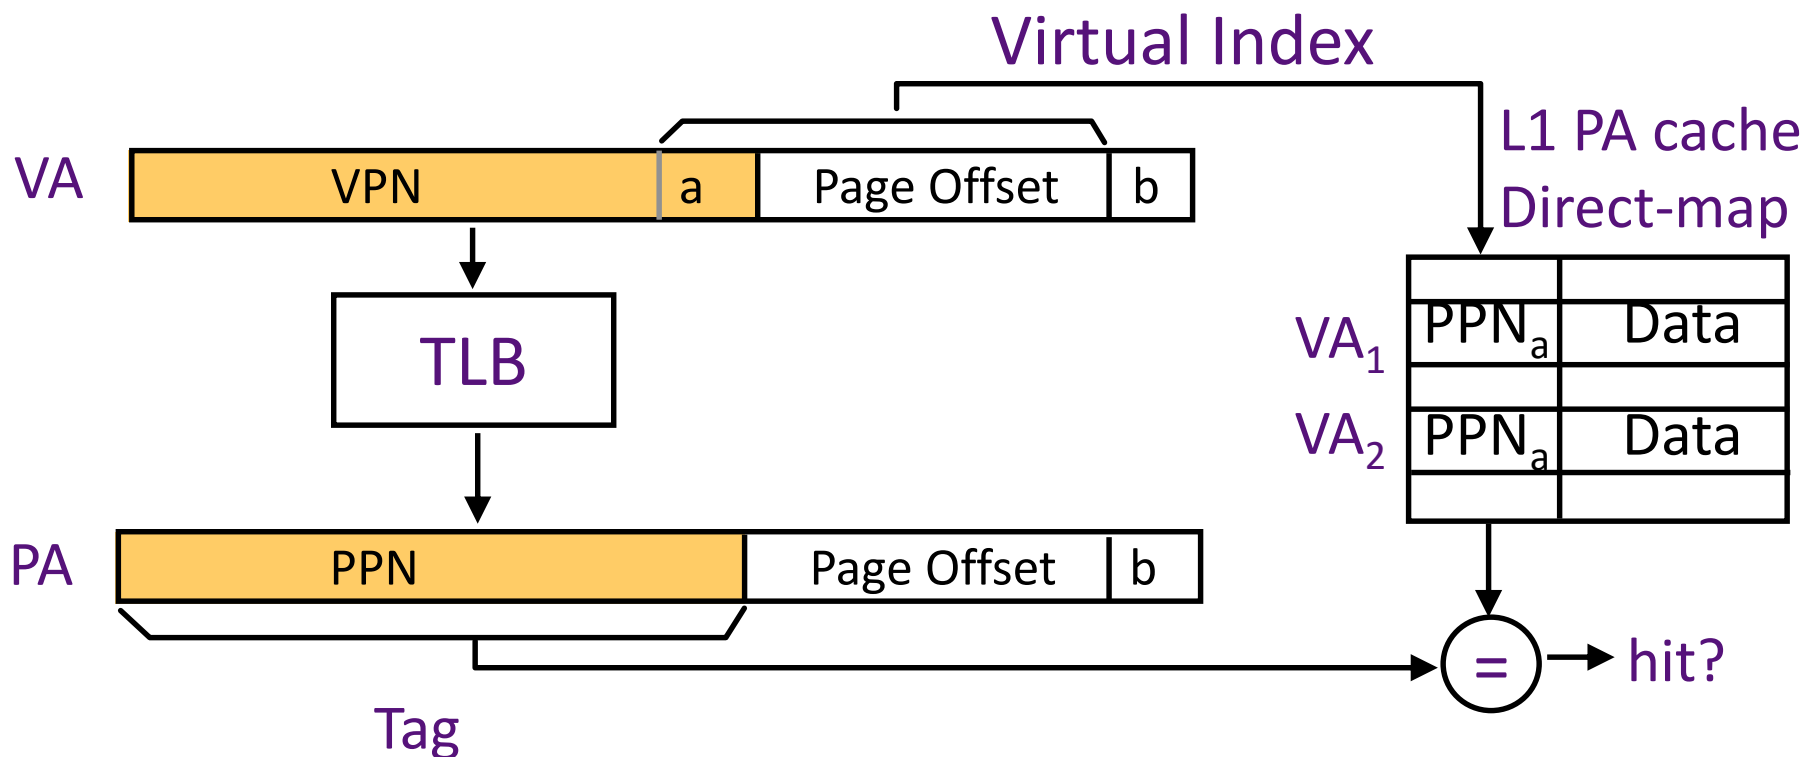 Virtual Index
L1 PA cache
Direct-map
VA
VPN
a
Page Offset
b
TLB
VA1
PPNa
Data
VA2
PPNa
Data
PA
PPN
Page Offset
b
=
hit?
Tag